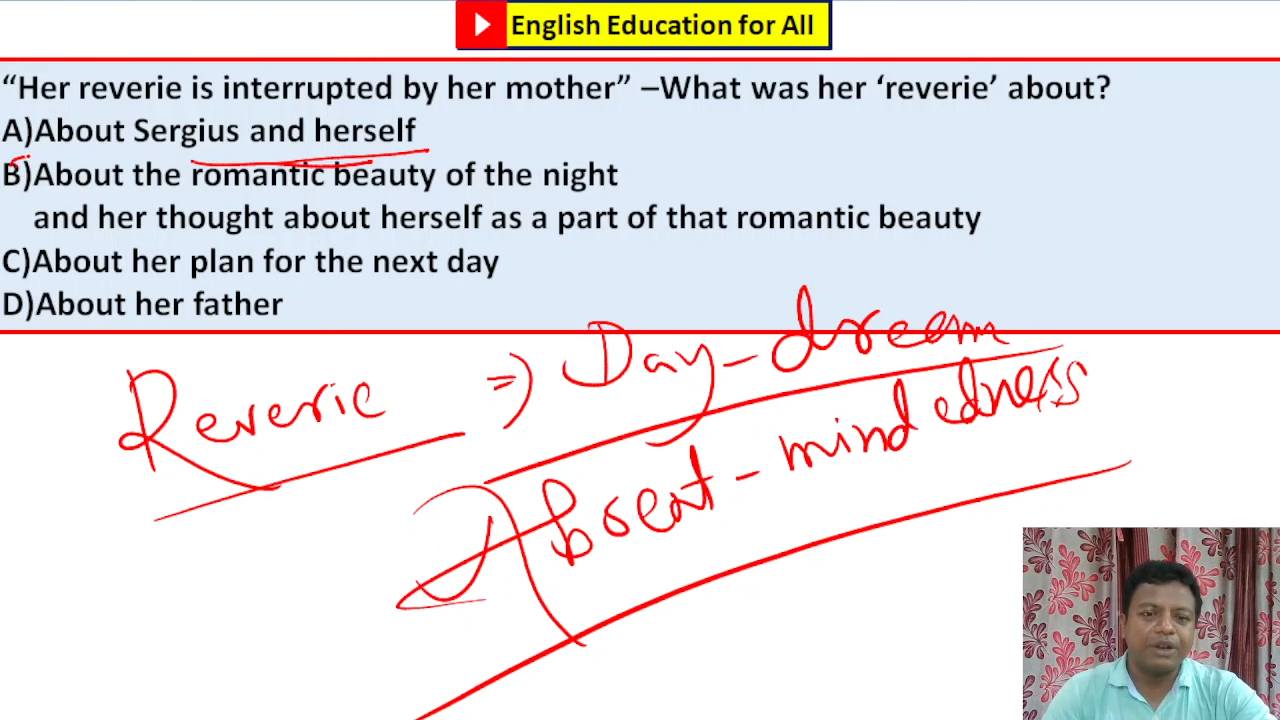 English Education for All
“Her reverie is interrupted by her mother” –What was her ‘reverie’ about?
A)About Sergius and herself
B)About the romantic beauty of the night
and her thought about herself as a part of that romantic beauty
C)About her plan for the next day
D)About her father
Reverie => Day-dream
Absent-mindedness